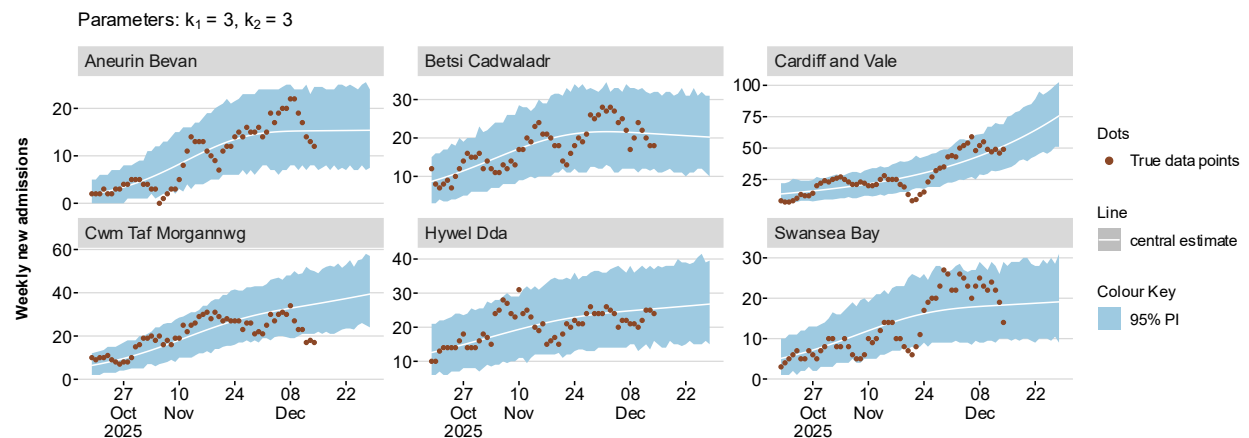 Parameters: k₁ = 3, k₂ = 3
Weekly new admissions
Aneurin Bevan
20
10
0
Betsi Cadwaladr
30
20
10
Cardiff and Vale
100
75
50
25
Cwm Taf Morgannwg
60
40
20
0
27 10 24 08 22
Oct Nov Dec
2025
Hywel Dda
40
30
20
10
27 10 24 08 22
Oct Nov Dec
2025
Swansea Bay
30
20
10
0
27 10 24 08 22
Oct Nov Dec
2025
Dots
True data points
Line
central estimate
Colour Key
95% PI